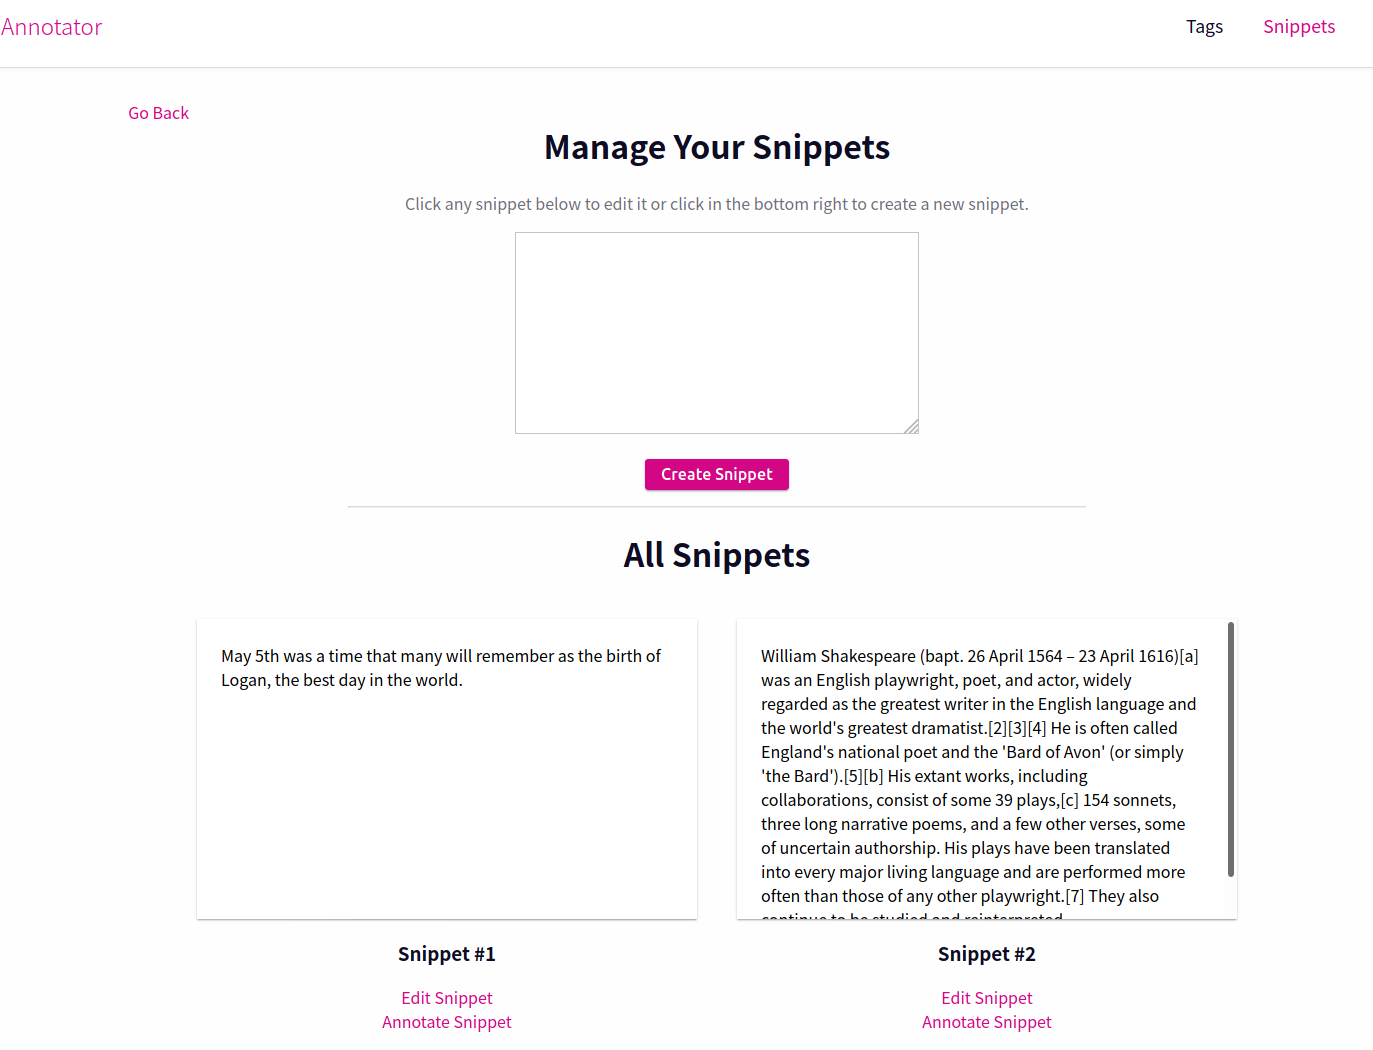 Annotator
Tags
Snippets
Go Back
Manage Your Snippets
Click any snippet below to edit it or click in the bottom right to create a new snippet.
Create Snippet
All Snippets
May 5th was a time that many will remember as the birth of
Logan, the best day in the world.
William Shakespeare (bapt. 26 April 1564 – 23 April 1616)[a]
was an English playwright, poet, and actor, widely
regarded as the greatest writer in the English language and
the world's greatest dramatist.[2][3][4] He is often called
England's national poet and the 'Bard of Avon' (or simply
'the Bard').[5][b] His extant works, including
collaborations, consist of some 39 plays,[c] 154 sonnets,
three long narrative poems, and a few other verses, some
of uncertain authorship. His plays have been translated
into every major living language and are performed more
often than those of any other playwright.[7] They also
continue to be studied and reinterpreted.
Snippet #1
Edit Snippet
Annotate Snippet
Snippet #2
Edit Snippet
Annotate Snippet